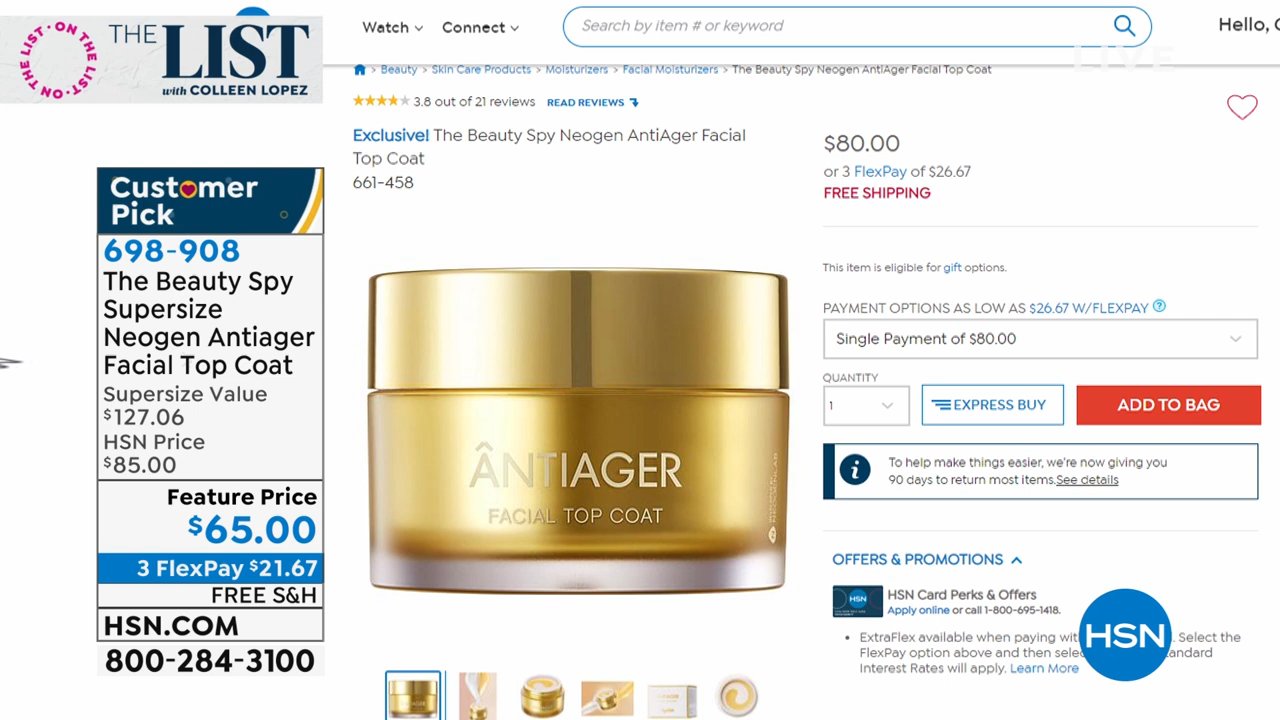 ON THE LIST · ON THE LIST ·
THE LIST
with COLLEEN LOPEZ
Customer
Pick
698-908
The Beauty Spy
Supersize
Neogen Antiager
Facial Top Coat
Supersize Value
$127.06
HSN Price
$85.00
Feature Price
$65.00
3 FlexPay $21.67
FREE S&H
HSN.COM
800-284-3100
Watch
Connect
Search by item # or keyword
Hello,
LIVE
> Beauty > Skin Care Products > Moisturizers > Facial Moisturizers > The Beauty Spy Neogen AntiAger Facial Top Coat
3.8 out of 21 reviews READ REVIEWS
Exclusive! The Beauty Spy Neogen AntiAger Facial
Top Coat
661-458
ÂNTIAGER
FACIAL TOP COAT
$80.00
or 3 FlexPay of $26.67
FREE SHIPPING
This item is eligible for gift options.
PAYMENT OPTIONS AS LOW AS $26.67 W/FLEXPAY ?
Single Payment of $80.00
QUANTITY
1
EXPRESS BUY
ADD TO BAG
i
To help make things easier, we're now giving you
90 days to return most items. See details
OFFERS & PROMOTIONS
HSN
HSN Card Perks & Offers
Apply online or call 1-800-695-1418.
• ExtraFlex available when paying . Select the
FlexPay option above and then
Interest Rates will apply. Learn More
HSN